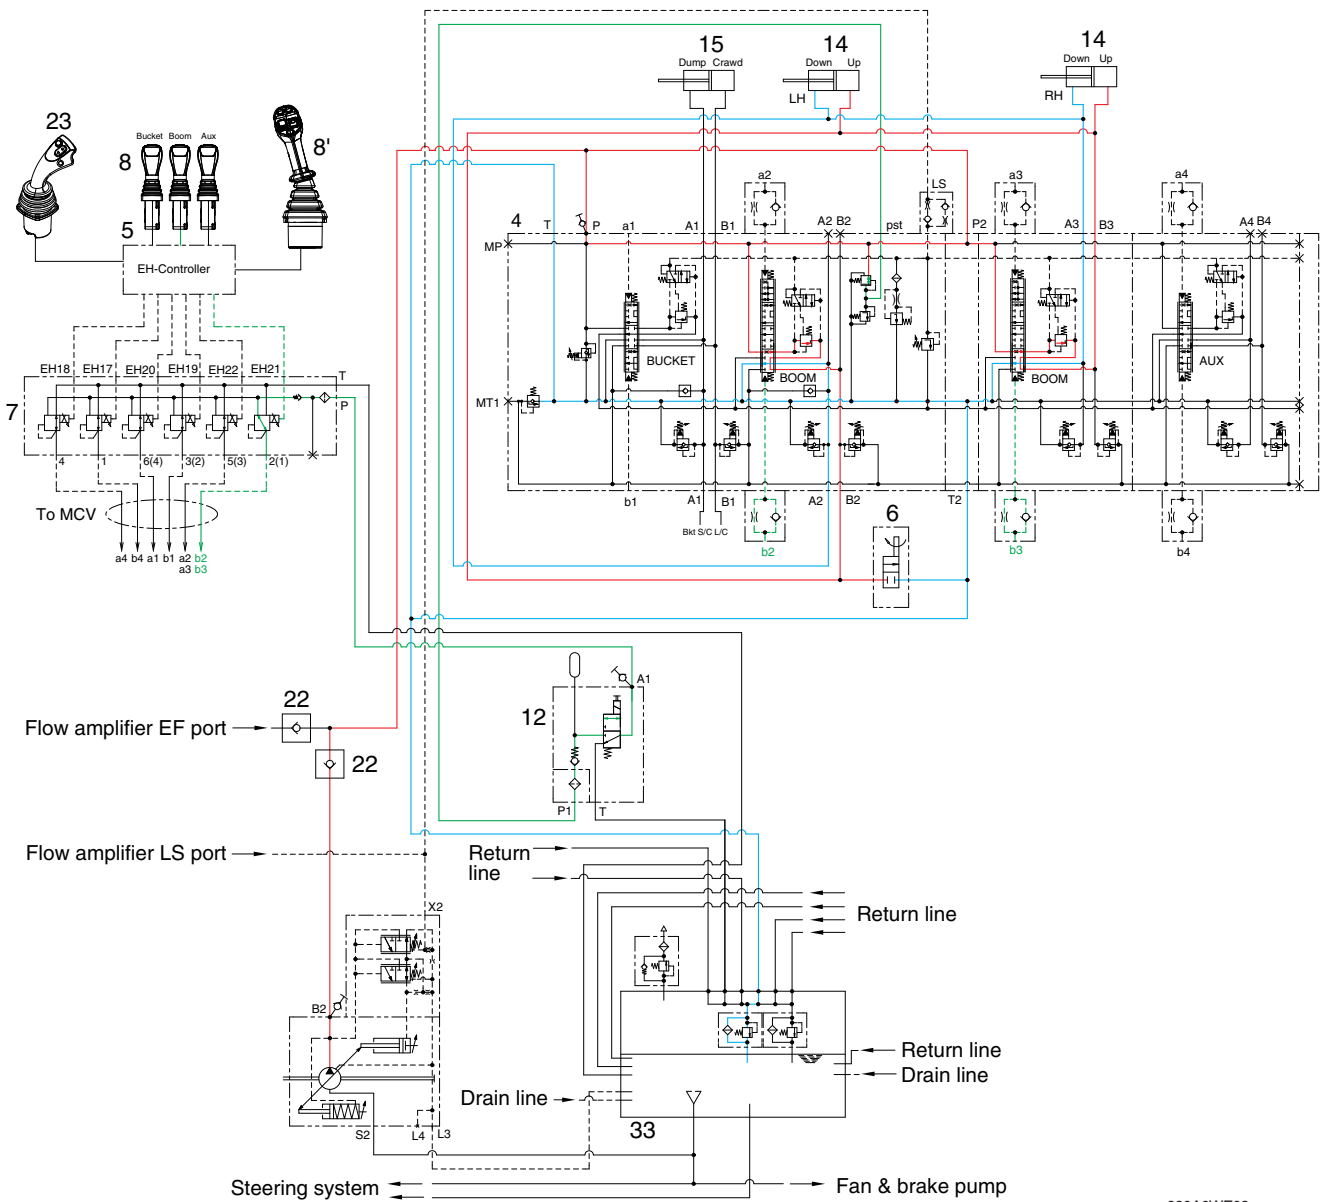 15
14
14
Dump Crawd
Down Up
Down Up
LH
RH
23
Bucket Boom Aux
8
8'
5
EH-Controller
a2
LS
a3
a4
4
T
P
a1
A1
B1
A2 B2
pst
P2
A3
B3
A4 B4
MP
BUCKET
BOOM
BOOM
AUX
MT1
EH18
EH17
EH20
EH19
EH22
EH21
T
P
7
4
1
6(4)
3(2)
5(3)
2(1)
To MCV
a4 b4 a1 b1 a2 b2
a3 b3
b1
A1
B1
A2
B2
T2
Bkt S/C L/C
6
b2
b3
b4
A1
12
P1
T
22
Flow amplifier EF port
22
Flow amplifier LS port
Return
line
Return line
X2
B2
S2
L4
L3
Return line
Drain line
Drain line
33
Steering system
Fan & brake pump